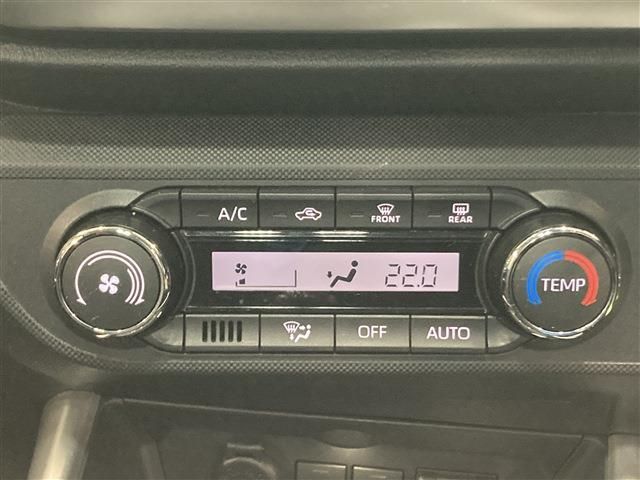 A/C FRONT REAR
22.0 TEMP
OFF AUTO